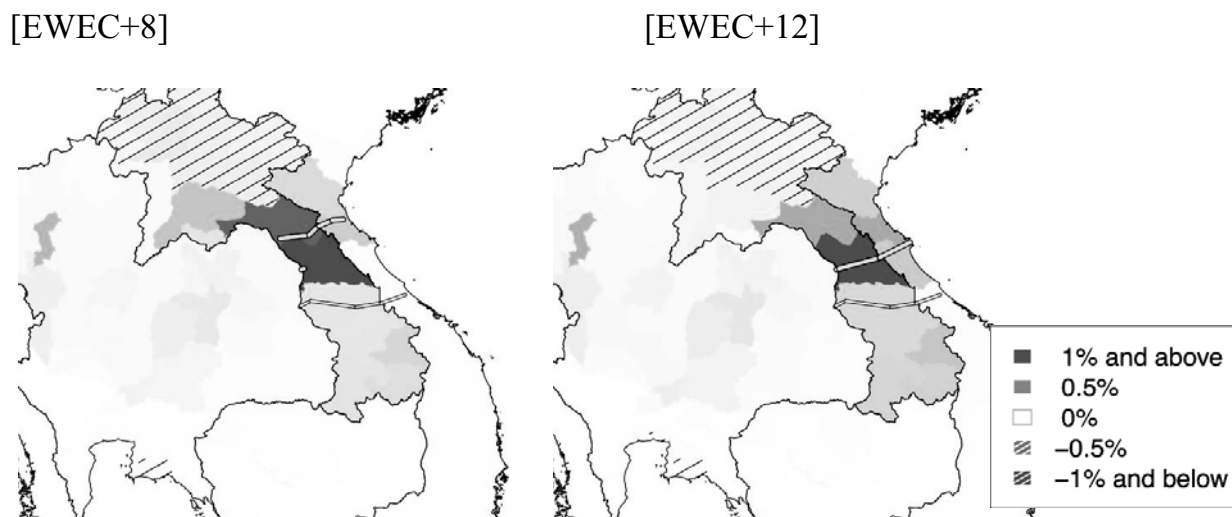 [EWEC+8]
[EWEC+12]
1% and above
0.5%
0%
−0.5%
−1% and below